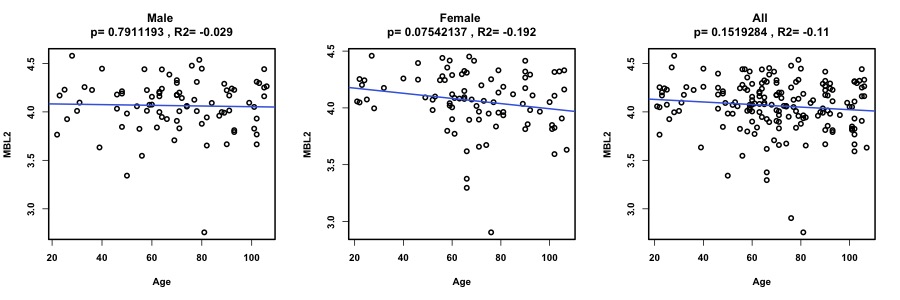 Male
p= 0.7911193 , R2= -0.029
MBL2
4.5
4.0
3.5
3.0
20 40 60 80 100
Age
Female
p= 0.07542137 , R2= -0.192
MBL2
4.5
4.0
3.5
3.0
20 40 60 80 100
Age
All
p= 0.1519284 , R2= -0.11
MBL2
4.5
4.0
3.5
3.0
20 40 60 80 100
Age